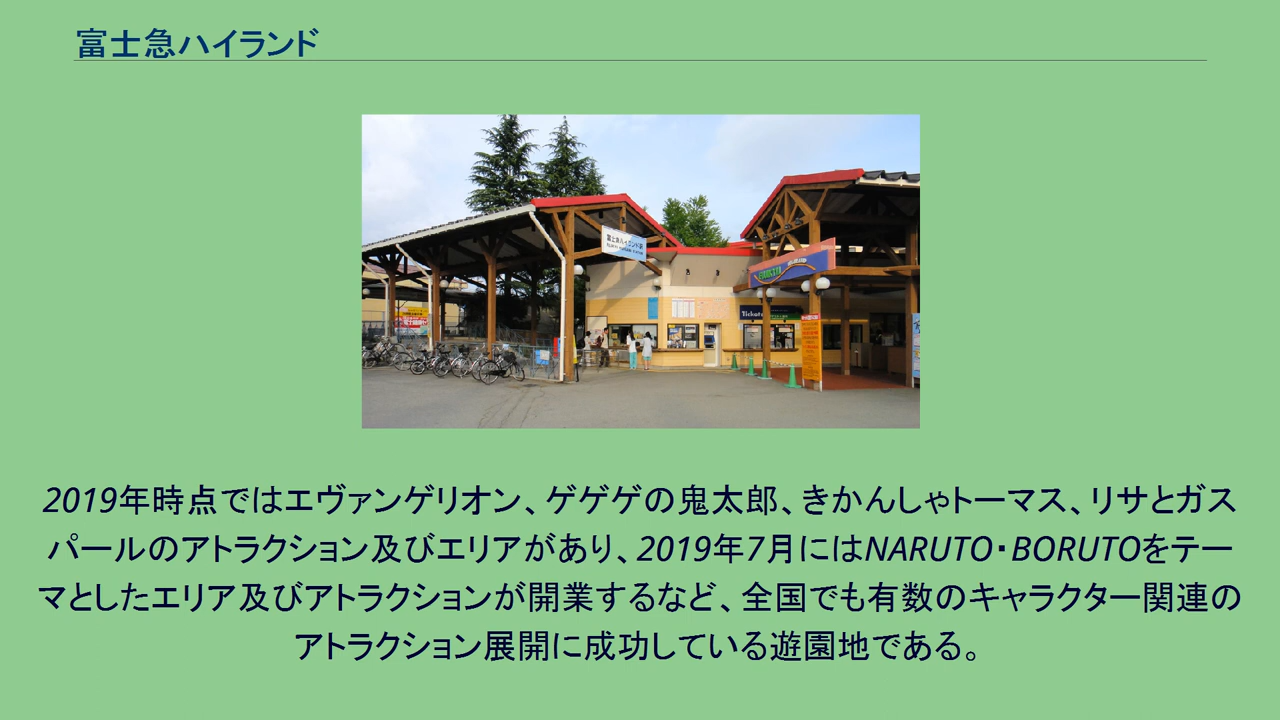 富士急ハイランド
富士急ハイランド駅
Tickets
2019年時点ではエヴァンゲリオン、ゲゲゲの鬼太郎、きかんしゃトーマス、リサとガス
パールのアトラクション及びエリアがあり、2019年7月にはNARUTO・BORUTOをテー
マとしたエリア及びアトラクションが開業するなど、全国でも有数のキャラクター関連の
アトラクション展開に成功している遊園地である。